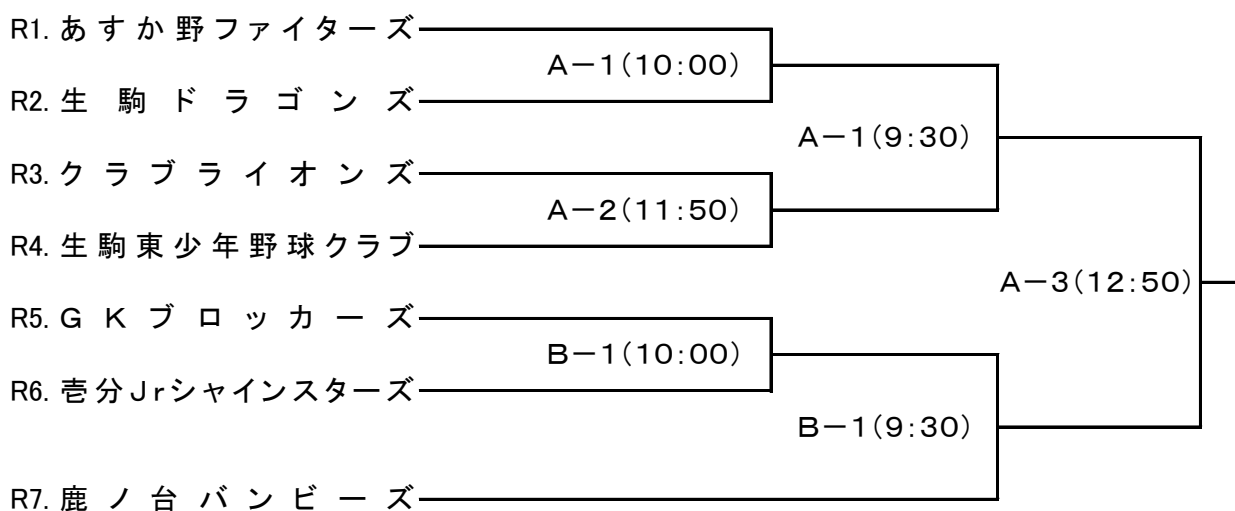 R1. あすか野ファイターズ
A－1(10:00)
R2. 生駒ドラゴンズ
A－1(9:30)
R3. クラブライオンズ
A－2(11:50)
R4. 生駒東少年野球クラブ
A－3(12:50)
R5. GKブロッカーズ
B－1(10:00)
R6. 壱分Jrシャインスターズ
B－1(9:30)
R7. 鹿ノ台バンビーズ